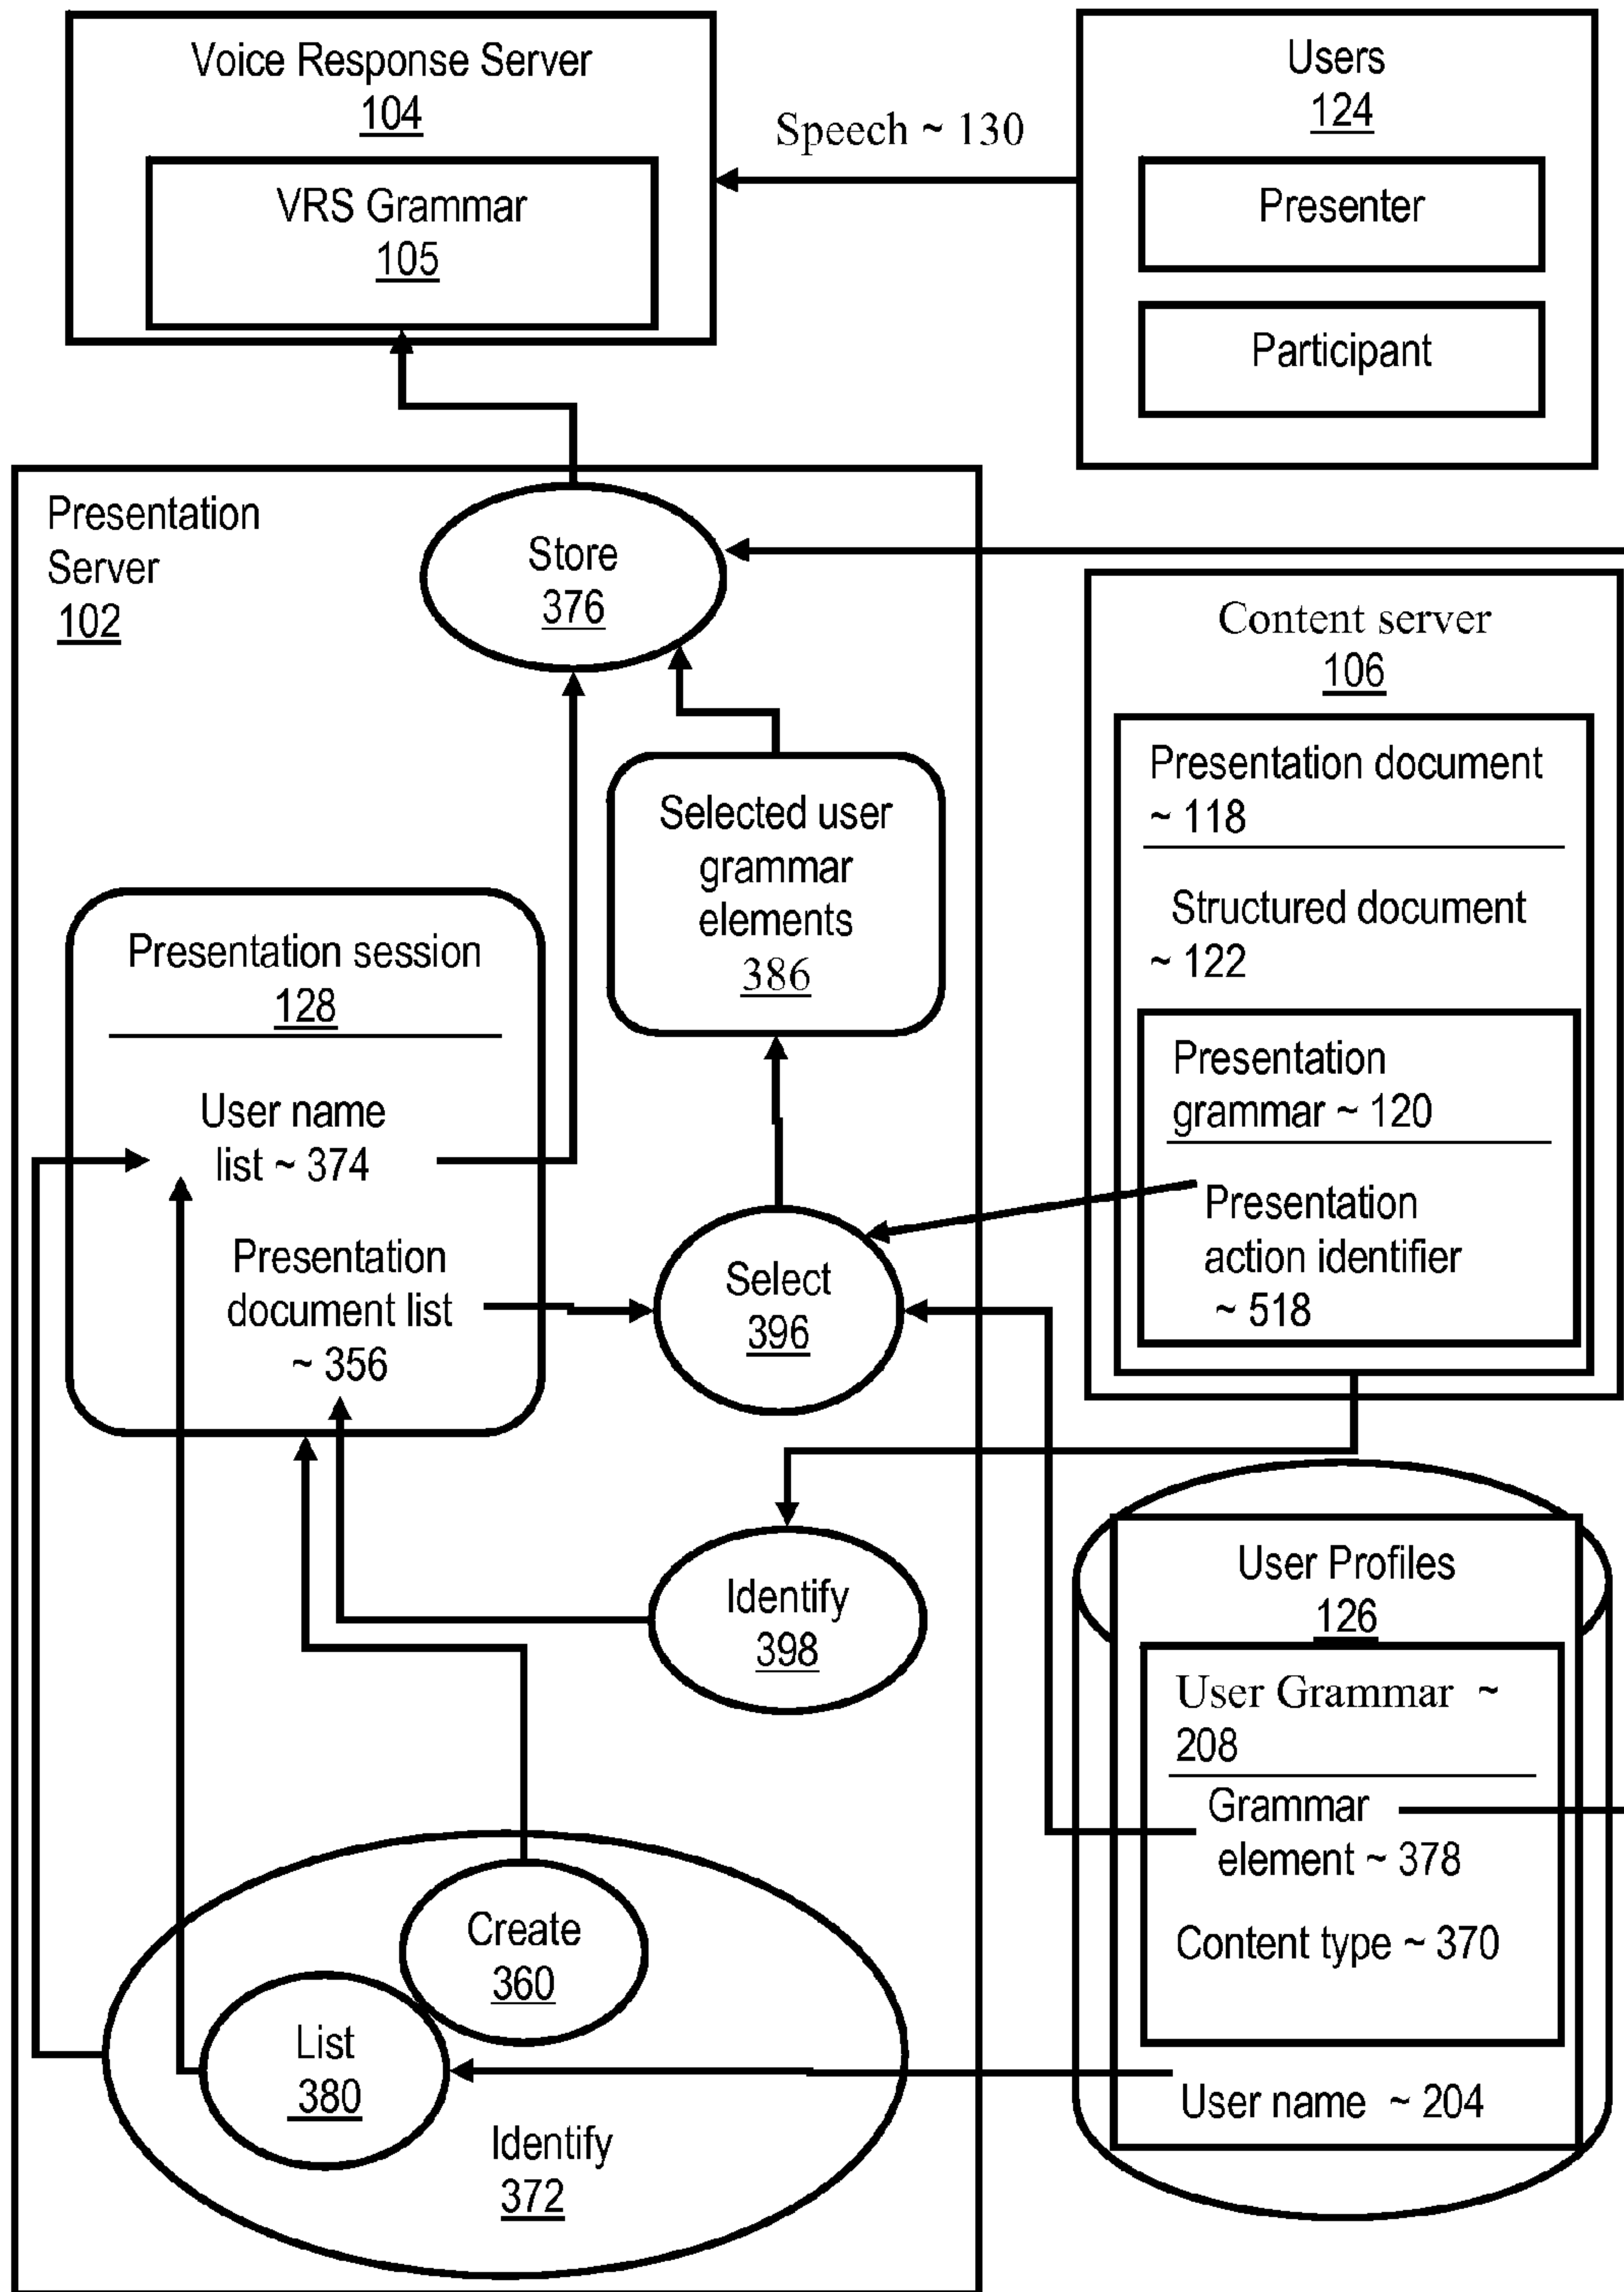 Voice Response Server
104
VRS Grammar
105
Speech ~ 130
Users
124
Presenter
Participant
Presentation
Server
102
Store
376
Selected user
grammar
elements
386
Content server
106
Presentation document
~ 118
Structured document
~ 122
Presentation
grammar ~ 120
Presentation
action identifier
~ 518
Presentation session
128
User name
list ~ 374
Presentation
document list
~ 356
Select
396
Identify
398
User Profiles
126
User Grammar ~
208
Grammar
element ~ 378
Content type ~ 370
User name ~ 204
Create
360
List
380
Identify
372